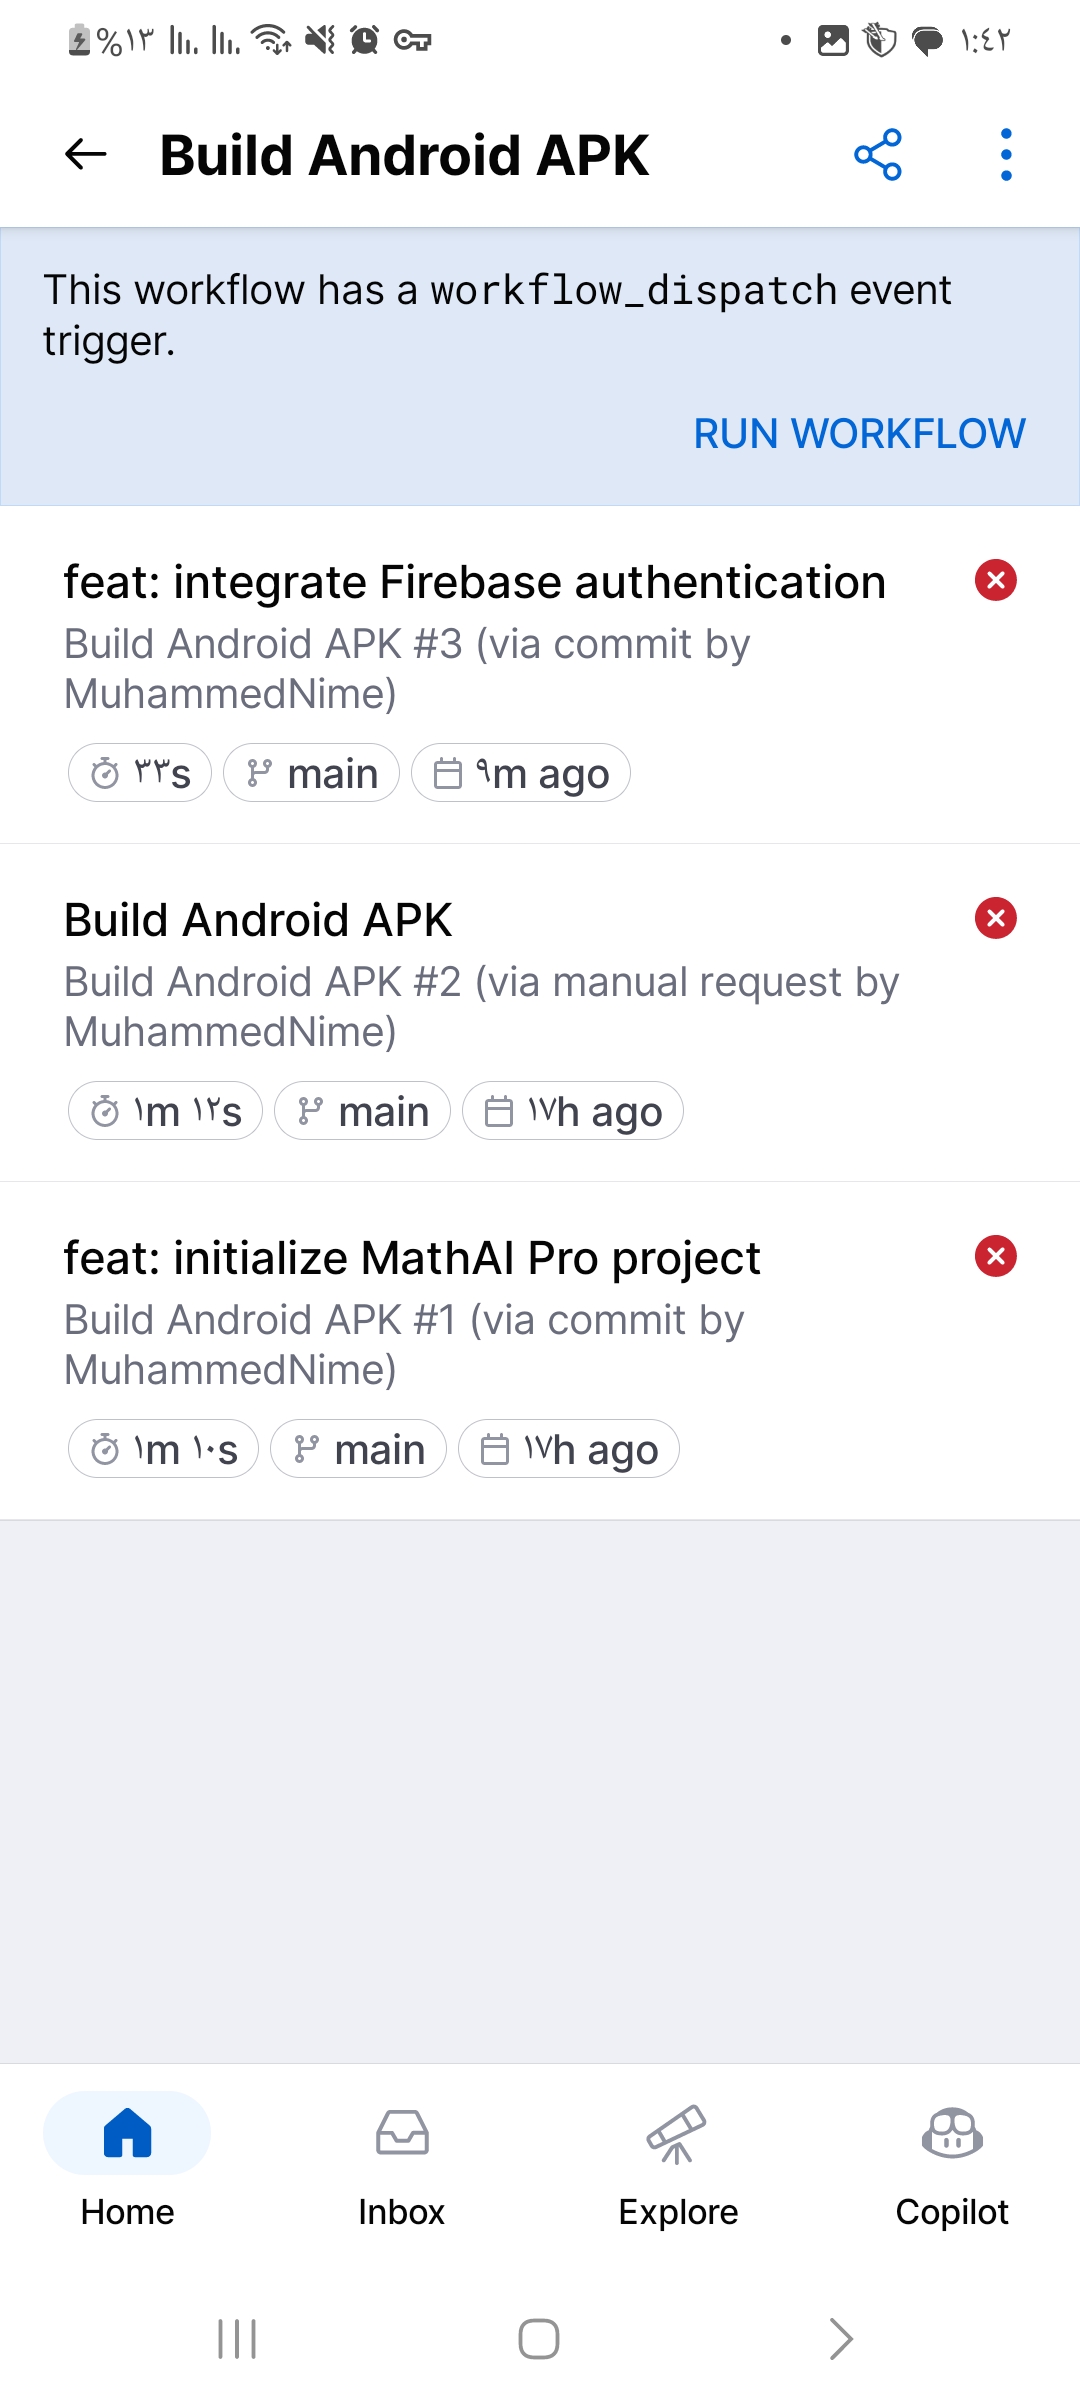 %١٣
١:٤٢
Build Android APK
This workflow has a workflow_dispatch event
trigger.
RUN WORKFLOW
feat: integrate Firebase authentication
Build Android APK #3 (via commit by
MuhammedNime)
٣٣s
main
٩m ago
Build Android APK
Build Android APK #2 (via manual request by
MuhammedNime)
١m ١٢s
main
١٧h ago
feat: initialize MathAI Pro project
Build Android APK #1 (via commit by
MuhammedNime)
١m ١٠s
main
١٧h ago
Home
Inbox
Explore
Copilot